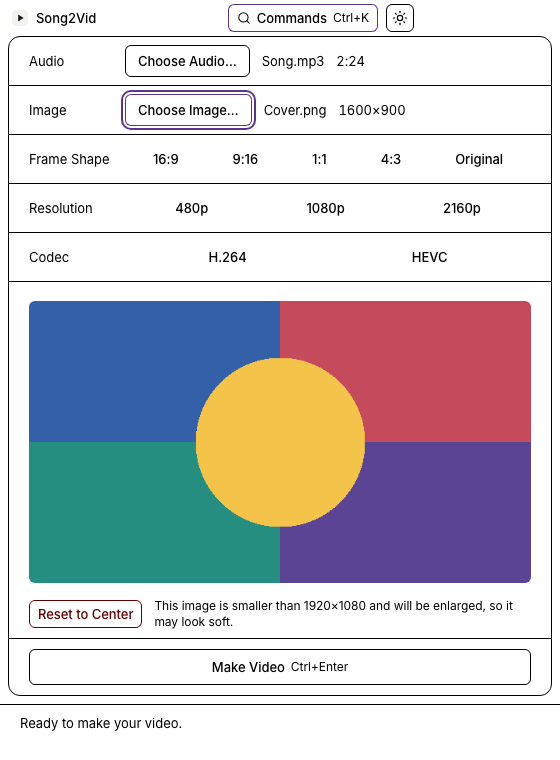 Song2Vid
Commands Ctrl+K
Audio Choose Audio... Song.mp3 2:24
Image Choose Image... Cover.png 1600×900
Frame Shape 16:9 9:16 1:1 4:3 Original
Resolution 480p 1080p 2160p
Codec H.264 HEVC
Reset to Center
This image is smaller than 1920×1080 and will be enlarged, so it
may look soft.
Make Video Ctrl+Enter
Ready to make your video.